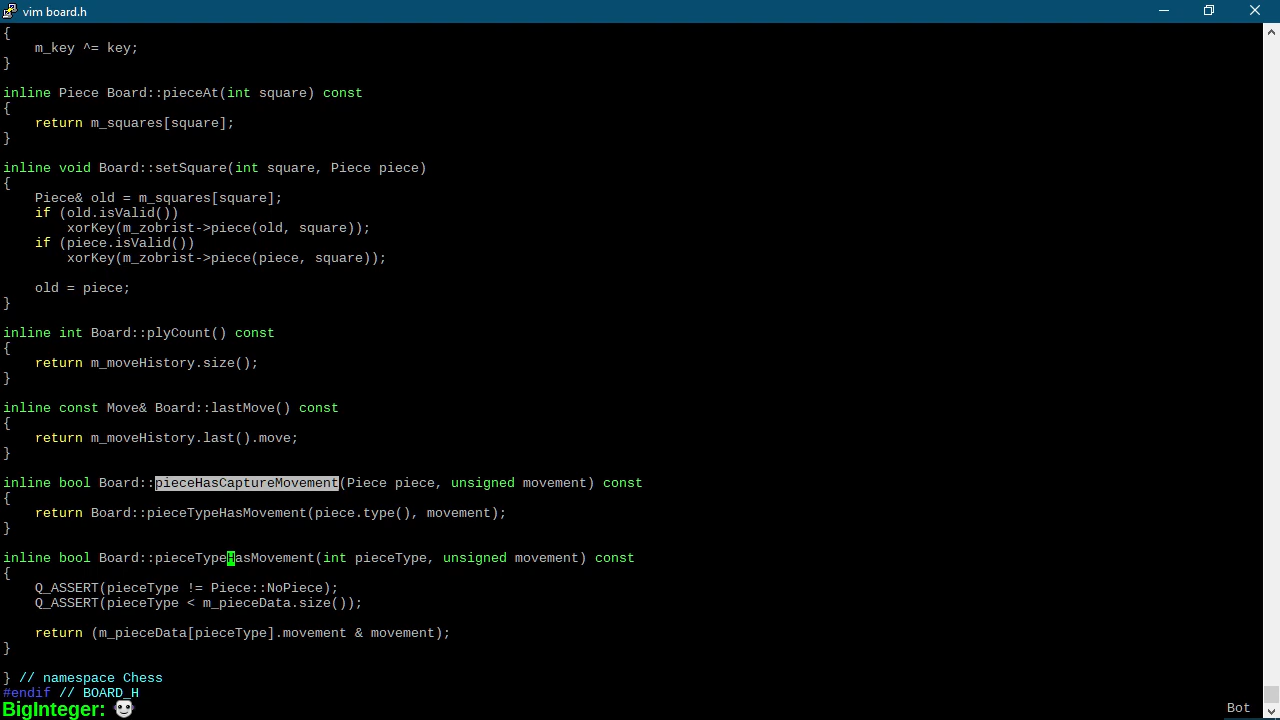 vim board.h
{
    m_key ^= key;
}
inline Piece Board::pieceAt(int square) const
{
    return m_squares[square];
}
inline void Board::setSquare(int square, Piece piece)
{
    Piece& old = m_squares[square];
    if (old.isValid())
        xorKey(m_zobrist->piece(old, square));
    if (piece.isValid())
        xorKey(m_zobrist->piece(piece, square));
    old = piece;
}
inline int Board::plyCount() const
{
    return m_moveHistory.size();
}
inline const Move& Board::lastMove() const
{
    return m_moveHistory.last().move;
}
inline bool Board::pieceHasCaptureMovement(Piece piece, unsigned movement) const
{
    return Board::pieceTypeHasMovement(piece.type(), movement);
}
inline bool Board::pieceTypeHasMovement(int pieceType, unsigned movement) const
{
    Q_ASSERT(pieceType != Piece::NoPiece);
    Q_ASSERT(pieceType < m_pieceData.size());
    return (m_pieceData[pieceType].movement & movement);
}
} // namespace Chess
#endif // BOARD_H
BigInteger:
Bot